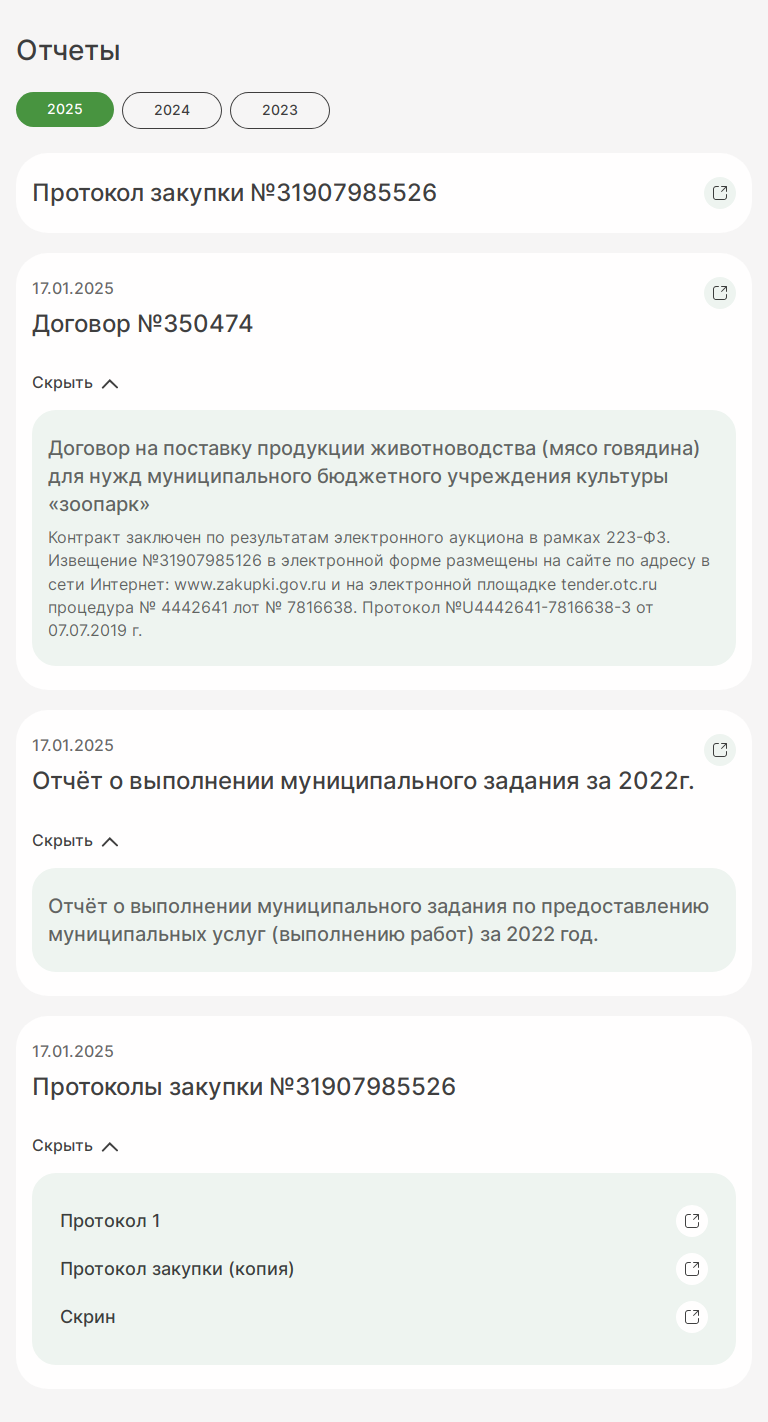 Отчеты
2025
2024
2023
Протокол закупки №31907985526
17.01.2025
Договор №350474
Скрыть
Договор на поставку продукции животноводства (мясо говядина)
для нужд муниципального бюджетного учреждения культуры
«зоопарк»
Контракт заключен по результатам электронного аукциона в рамках 223-ФЗ.
Извещение №31907985126 в электронной форме размещены на сайте по адресу в
сети Интернет: www.zakupki.gov.ru и на электронной площадке tender.otc.ru
процедура № 4442641 лот № 7816638. Протокол №U4442641-7816638-3 от
07.07.2019 г.
17.01.2025
Отчёт о выполнении муниципального задания за 2022г.
Скрыть
Отчёт о выполнении муниципального задания по предоставлению
муниципальных услуг (выполнению работ) за 2022 год.
17.01.2025
Протоколы закупки №31907985526
Скрыть
Протокол 1
Протокол закупки (копия)
Скрин